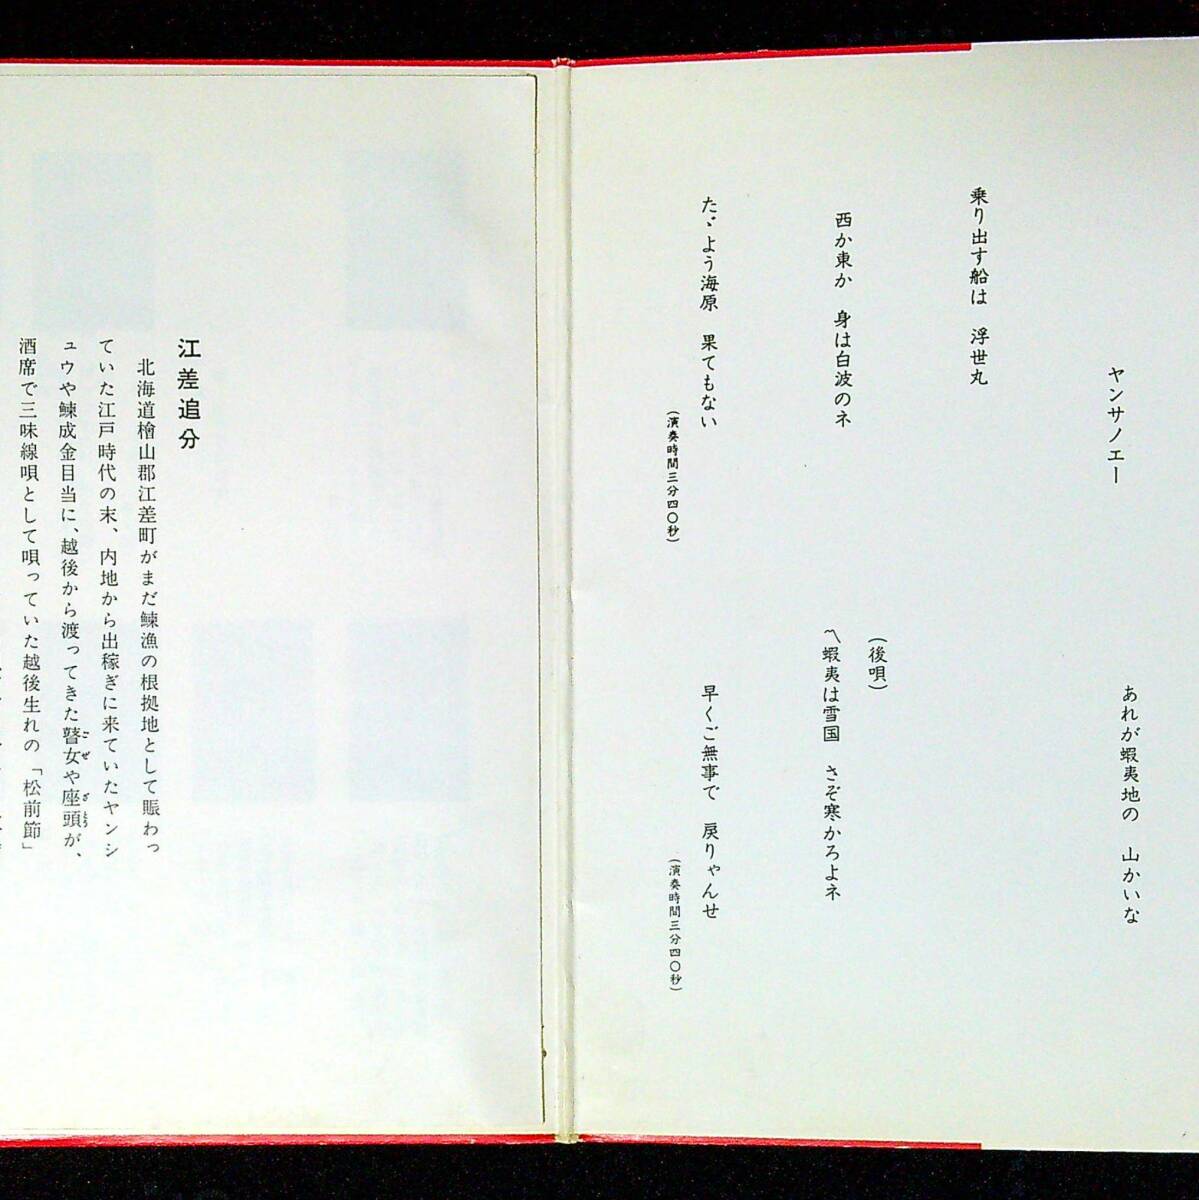 ヤンサノエー
乗り出す船は　浮世丸
西か東か　身は白波のネ
たゞよう海原　果てもない
(演奏時間三分四〇秒)
あれが蝦夷地の　山かいな
(後唄)
〽蝦夷は雪国　さぞ寒かろよネ
早くご無事で　戻りゃんせ
(演奏時間三分四〇秒)
江差追分
北海道檜山郡江差町がまだ鰊漁の根拠地として賑わっ
ていた江戸時代の末、内地から出稼ぎに来ていたヤンシ
ュウや鰊成金目当に、越後から渡ってきた瞽女や座頭が、
酒席で三味線唄として唄っていた越後生れの「松前節」